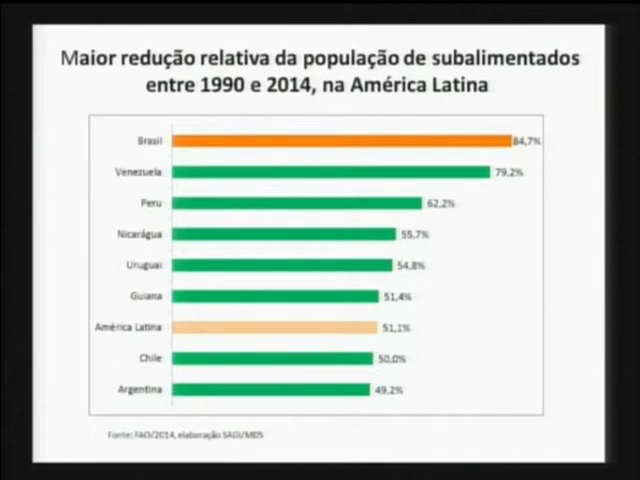 Maior redução relativa da população de subalimentados
entre 1990 e 2014, na América Latina
Brasil 84,7%
Venezuela 79,2%
Peru 62,2%
Nicarágua 55,7%
Uruguai 54,8%
Guiana 51,4%
América Latina 51,1%
Chile 50,0%
Argentina 49,2%
Fonte: FAO/2014, elaboração SAGI/MDS